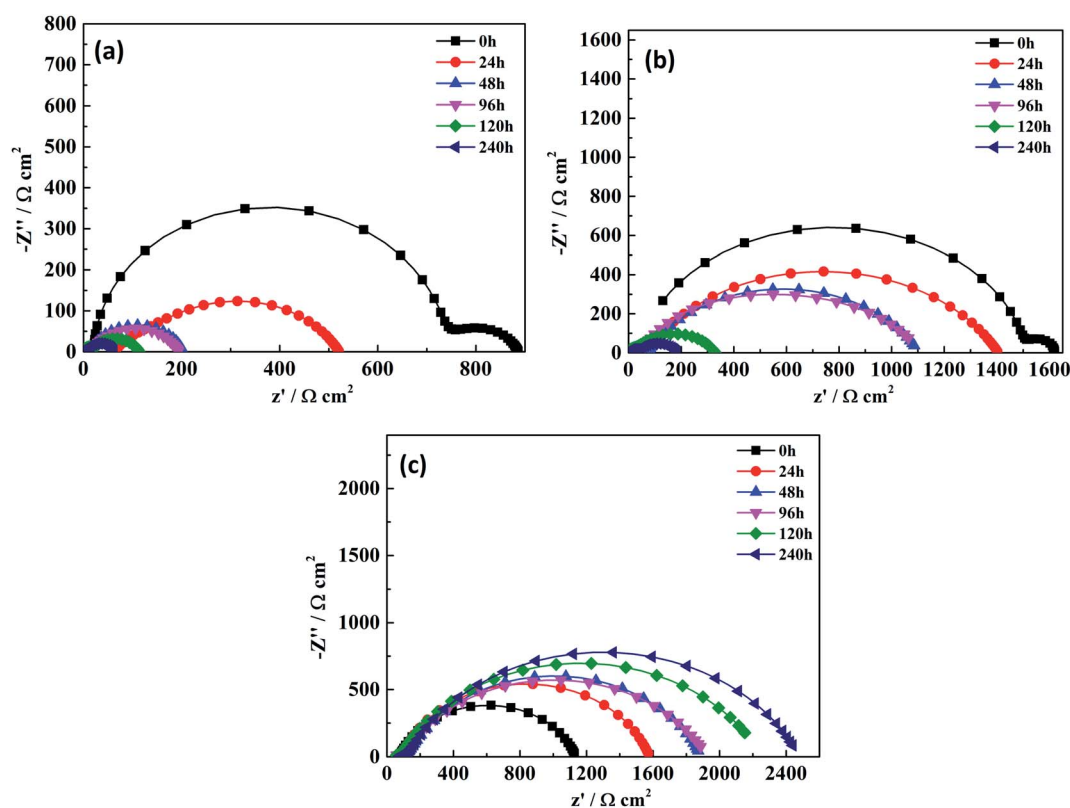 (a)
800
700
600
500
400
300
200
100
0
-Z'' / Ω cm²
0 200 400 600 800
z' / Ω cm²
0h
24h
48h
96h
120h
240h
(b)
1600
1400
1200
1000
800
600
400
200
0
-Z'' / Ω cm²
0 200 400 600 800 1000 1200 1400 1600
z' / Ω cm²
0h
24h
48h
96h
120h
240h
(c)
2000
1500
1000
500
0
-Z'' / Ω cm²
0 400 800 1200 1600 2000 2400
z' / Ω cm²
0h
24h
48h
96h
120h
240h